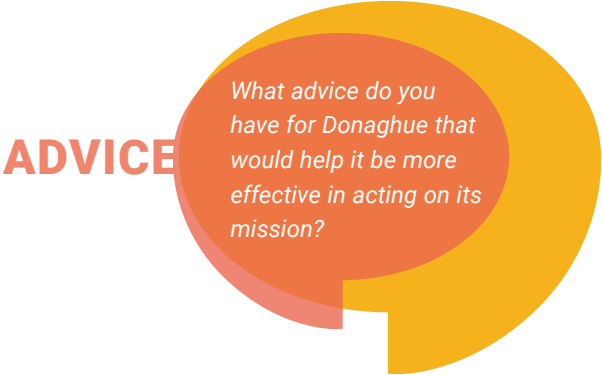 ADVICE
What advice do you
have for Donaghue that
would help it be more
effective in acting on its
mission?